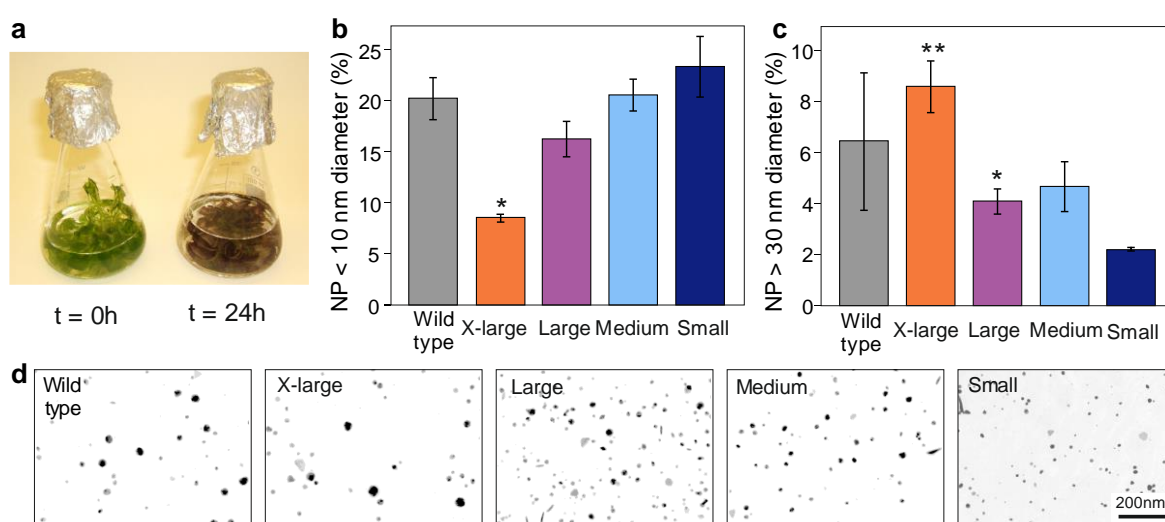 a
t = 0h
t = 24h
b
NP < 10 nm diameter (%)
25
20
15
10
5
0
*
Wild
type
X-large
Large
Medium
Small
c
NP > 30 nm diameter (%)
10
8
6
4
2
0
**
*
Wild
type
X-large
Large
Medium
Small
d
Wild
type
X-large
Large
Medium
Small
200nm